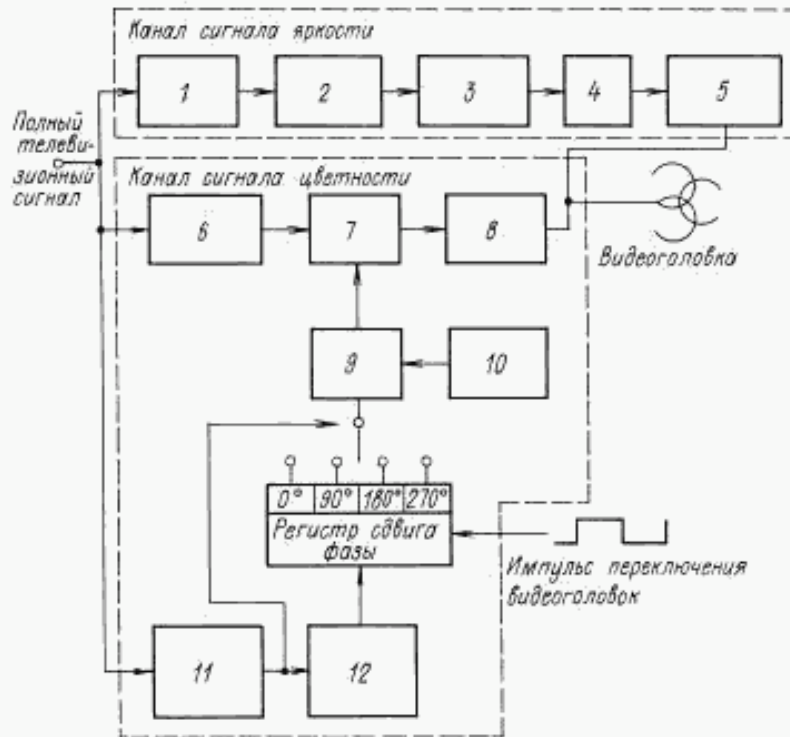 Канал сигнала яркости
1
2
3
4
5
Полный
телеви-
зионный
сигнал
Канал сигнала цветности
6
7
8
Видеоголовка
9
10
0° 90° 180° 270°
Регистр сдвига
фазы
Импульс переключения
видеоголовок
11
12